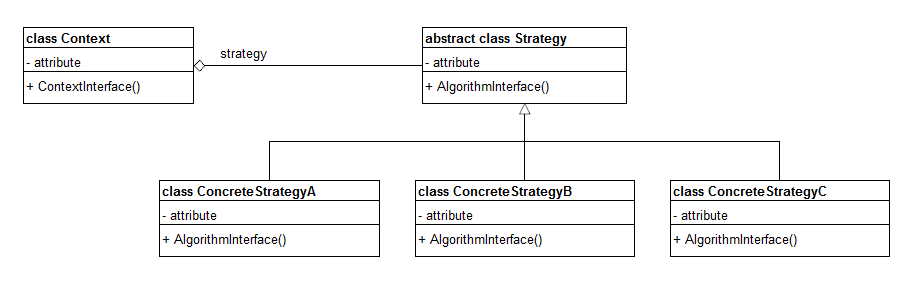 class Context
- attribute
+ ContextInterface()
strategy
abstract class Strategy
- attribute
+ AlgorithmInterface()
class ConcreteStrategyA
- attribute
+ AlgorithmInterface()
class ConcreteStrategyB
- attribute
+ AlgorithmInterface()
class ConcreteStrategyC
- attribute
+ AlgorithmInterface()